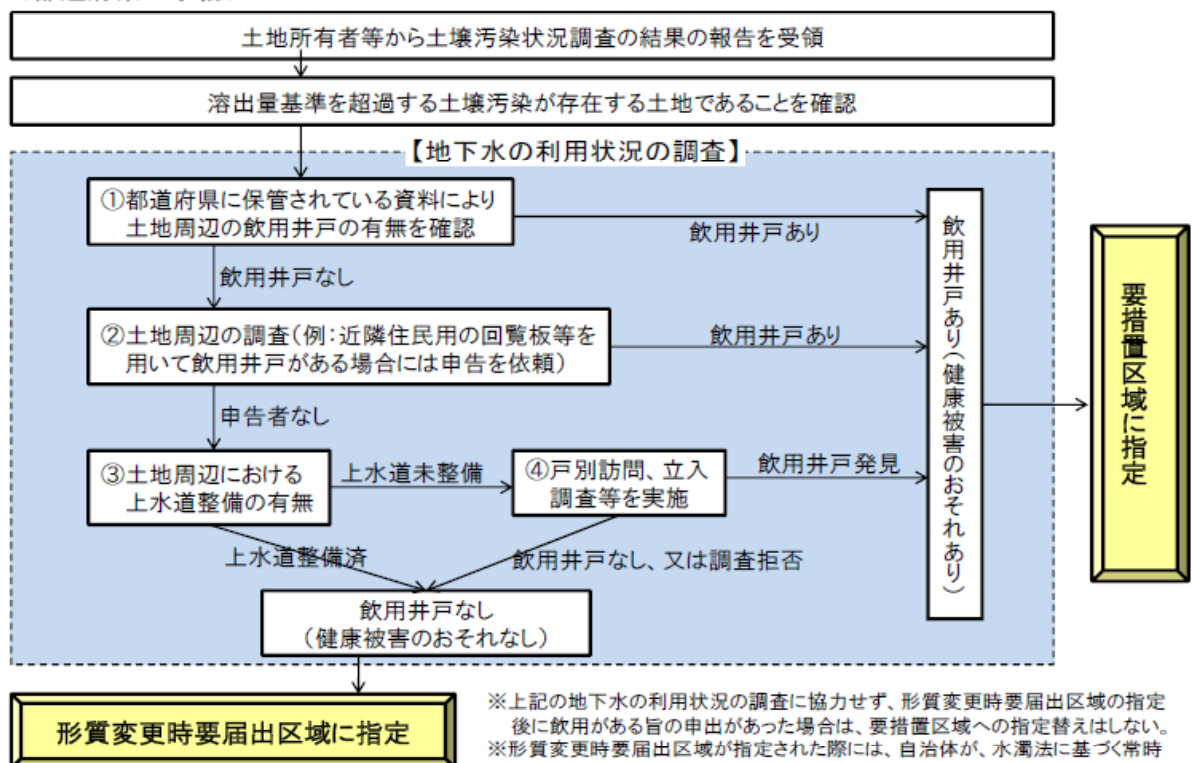 土地所有者等から土壌汚染状況調査の結果の報告を受領
溶出量基準を超過する土壌汚染が存在する土地であることを確認
【地下水の利用状況の調査】
①都道府県に保管されている資料により
土地周辺の飲用井戸の有無を確認
飲用井戸あり
飲用井戸なし
②土地周辺の調査(例:近隣住民用の回覧板等を
用いて飲用井戸がある場合には申告を依頼)
飲用井戸あり
申告者なし
③土地周辺における
上水道整備の有無
上水道未整備
④戸別訪問、立入
調査等を実施
飲用井戸発見
上水道整備済
飲用井戸なし、又は調査拒否
飲用井戸なし
(健康被害のおそれなし)
飲用井戸あり(健康被害のおそれあり)
要措置区域に指定
形質変更時要届出区域に指定
※上記の地下水の利用状況の調査に協力せず、形質変更時要届出区域の指定
後に飲用がある旨の申出があった場合は、要措置区域への指定替えはしない。
※形質変更時要届出区域が指定された際には、自治体が、水濁法に基づく常時